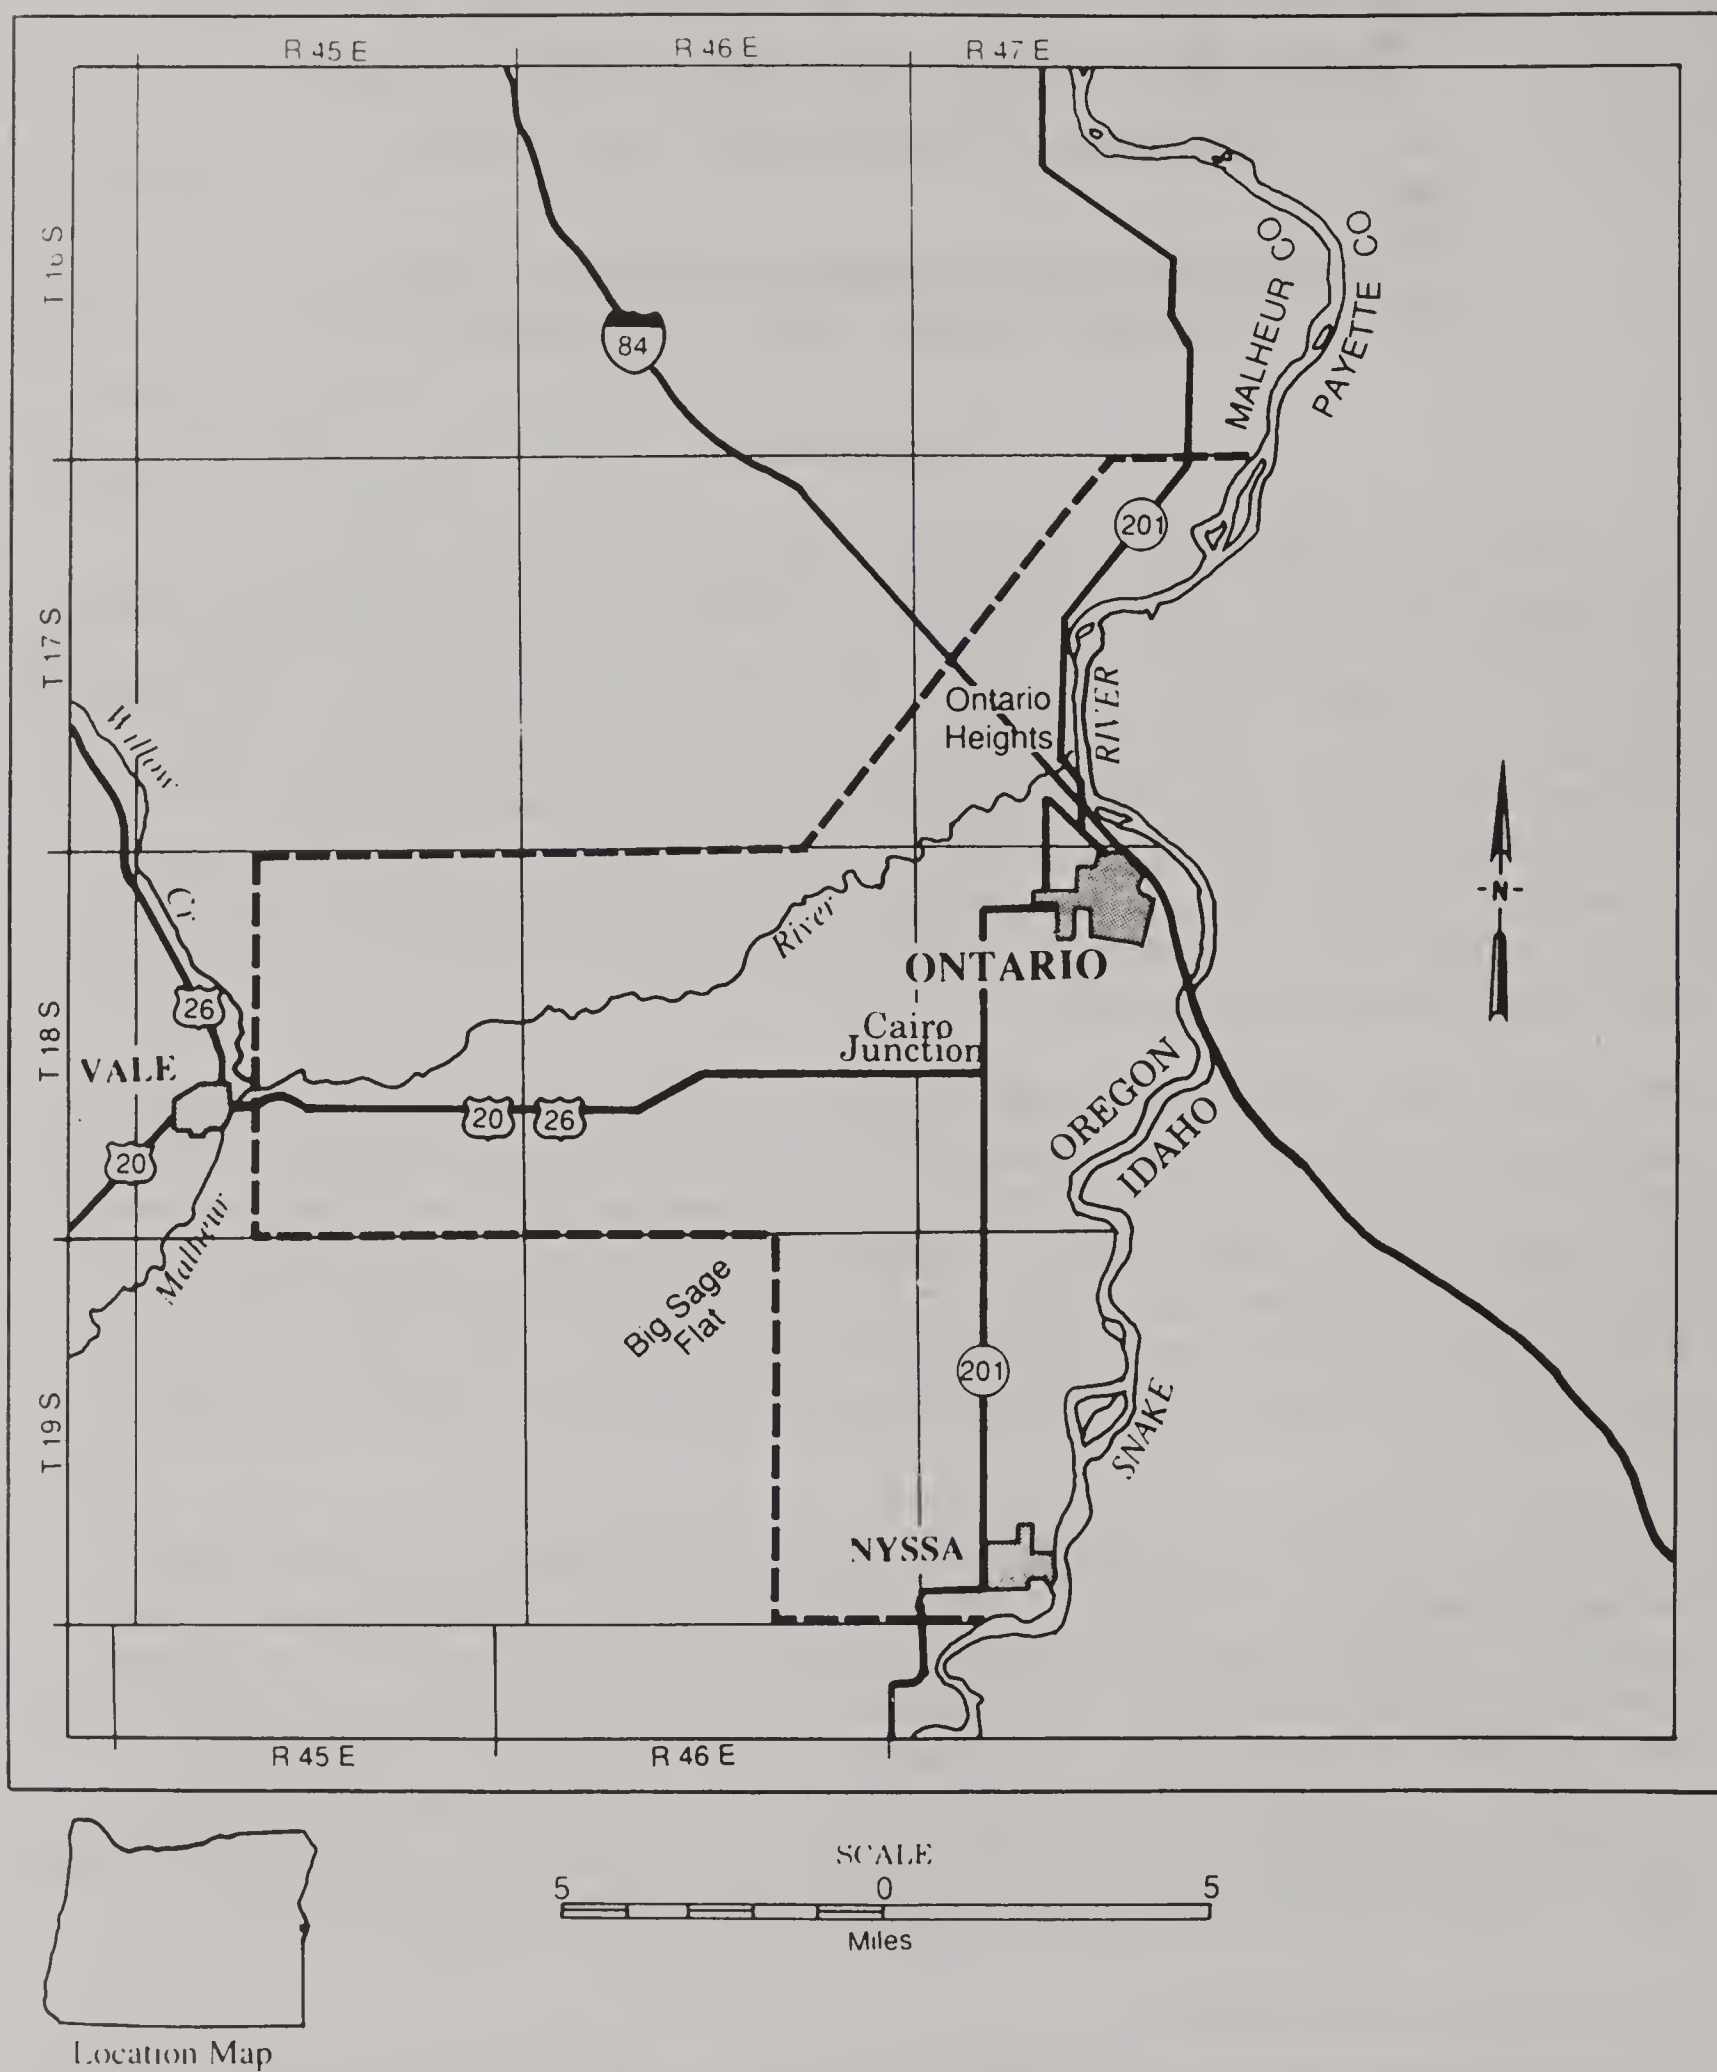 R 45 E
R 46 E
R 47 E
T 16 S
MALHEUR CO
PAYETTE CO
84
201
T 17 S
Ontario
Heights
RIVER
Willow
Cr.
River
N
ONTARIO
26
T 18 S
VALE
Cairo
Junction
OREGON
IDAHO
20
26
20
Malheur
Big Sage
Flat
201
T 19 S
SNAKE
NYSSA
R 45 E
R 46 E
SCALE
5 0 5
Miles
Location Map